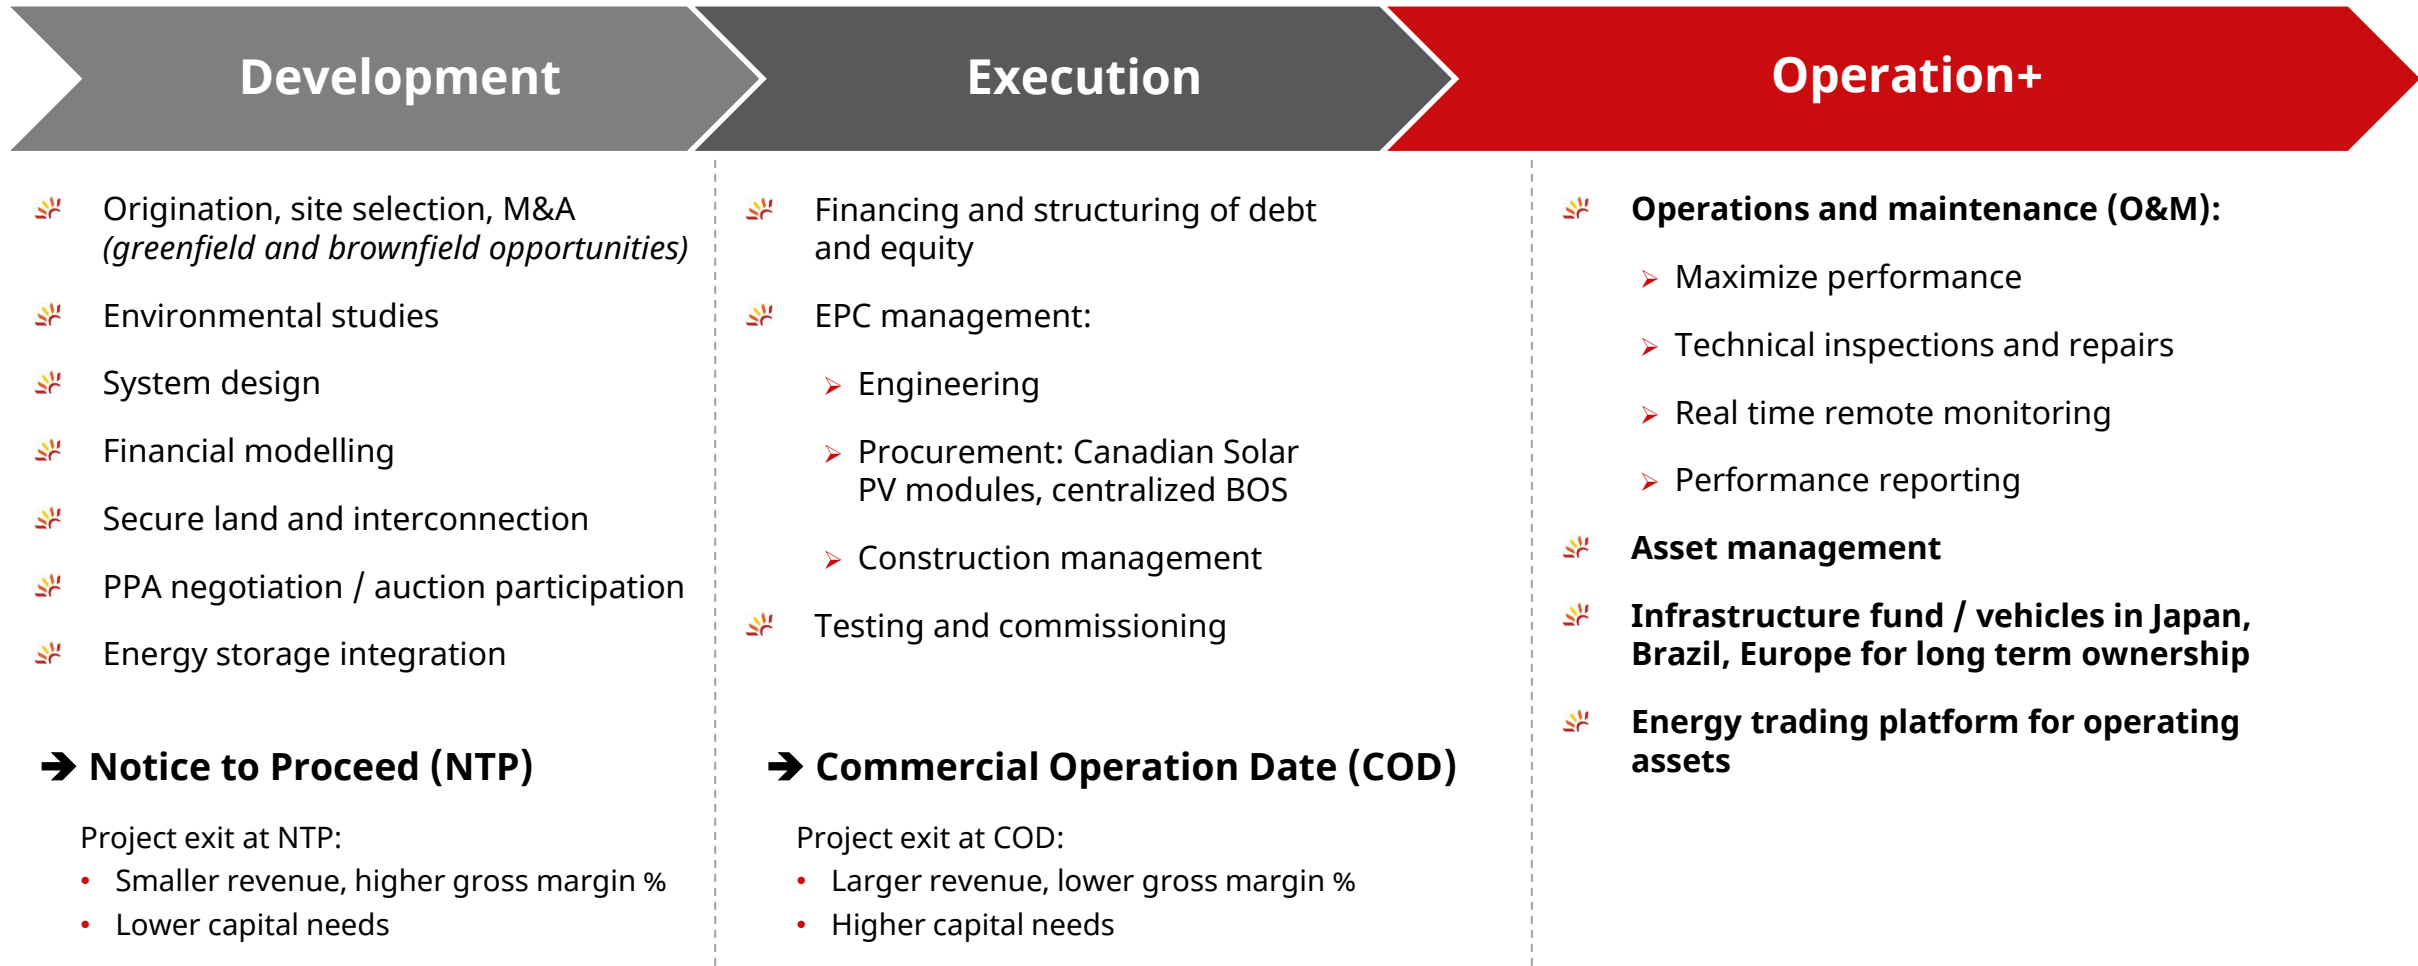 Development
Execution
Operation+
Origination, site selection, M&A
(greenfield and brownfield opportunities)
Environmental studies
System design
Financial modelling
Secure land and interconnection
PPA negotiation / auction participation
Energy storage integration
➔ Notice to Proceed (NTP)
Project exit at NTP:
• Smaller revenue, higher gross margin %
• Lower capital needs
Financing and structuring of debt
and equity
EPC management:
➢ Engineering
➢ Procurement: Canadian Solar
PV modules, centralized BOS
➢ Construction management
Testing and commissioning
➔ Commercial Operation Date (COD)
Project exit at COD:
• Larger revenue, lower gross margin %
• Higher capital needs
Operations and maintenance (O&M):
➢ Maximize performance
➢ Technical inspections and repairs
➢ Real time remote monitoring
➢ Performance reporting
Asset management
Infrastructure fund / vehicles in Japan,
Brazil, Europe for long term ownership
Energy trading platform for operating
assets